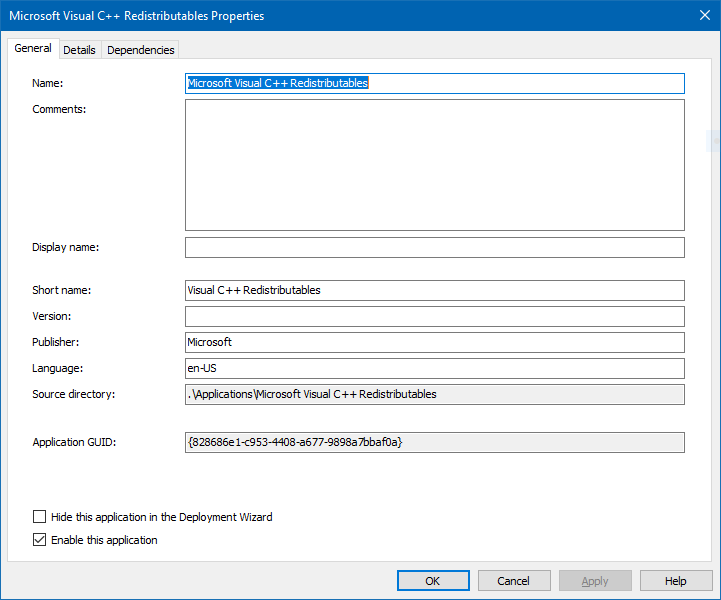 Microsoft Visual C++ Redistributables Properties
General Details Dependencies
Name: Microsoft Visual C++ Redistributables
Comments:
Display name:
Short name: Visual C++ Redistributables
Version:
Publisher: Microsoft
Language: en-US
Source directory: .\Applications\Microsoft Visual C++ Redistributables
Application GUID: {828686e1-c953-4408-a677-9898a7bbaf0a}
Hide this application in the Deployment Wizard
Enable this application
OK Cancel Apply Help